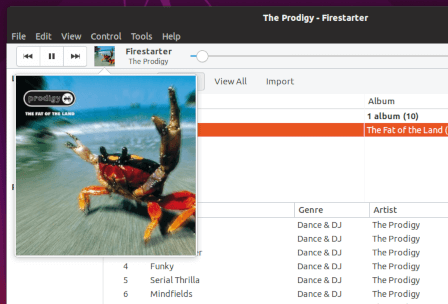 The Prodigy - Firestarter
File Edit View Control Tools Help
Firestarter
The Prodigy
View All Import
prodigy
THE FAT OF THE LAND
Album
1 album (10)
The Fat of the Land (
Genre Artist
Dance & DJ The Prodigy
Dance & DJ The Prodigy
Dance & DJ The Prodigy
4 Funky Dance & DJ The Prodigy
5 Serial Thrilla Dance & DJ The Prodigy
6 Mindfields Dance & DJ The Prodigy